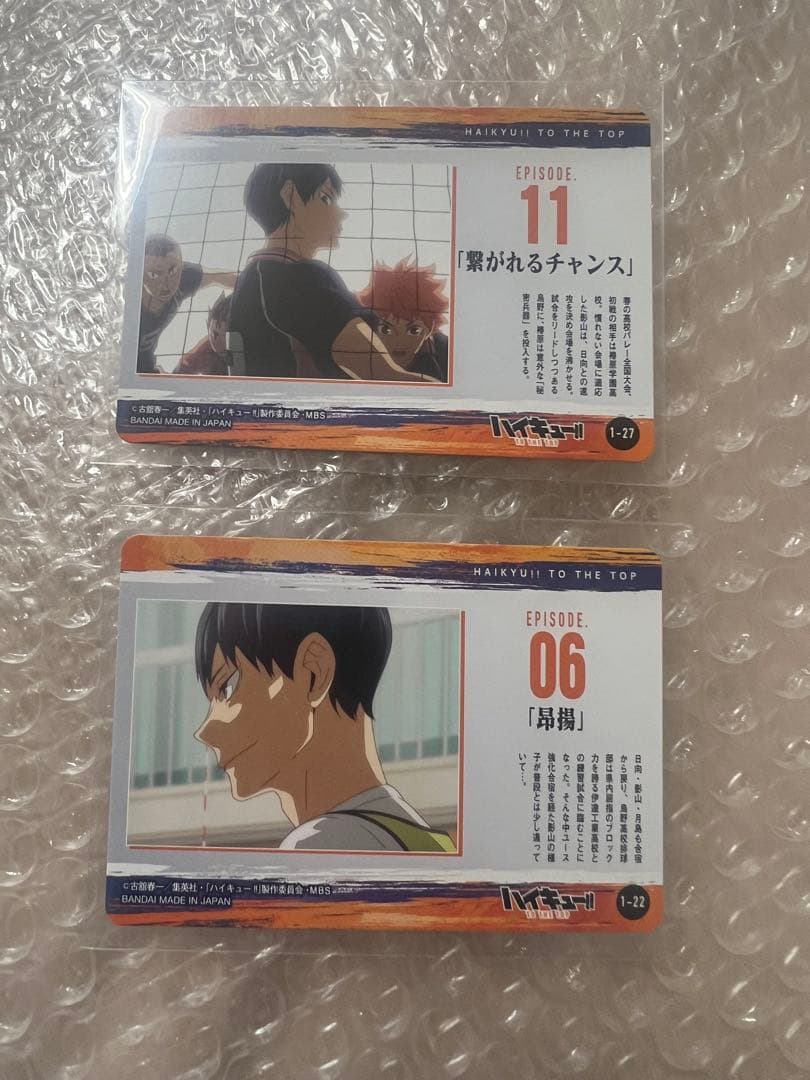 HAIKYU!! TO THE TOP
EPISODE.
11
「繋がれるチャンス」
春の高校バレー全国大会、
初戦の相手は椿原学園高
校。慣れない会場に適応
した影山は、日向との速
攻を決め会場を沸かせる。
試合をリードしつつある
烏野に、椿原は意外な「秘
密兵器」を投入する。
©古舘春一／集英社・「ハイキュー!!」製作委員会・MBS
BANDAI MADE IN JAPAN
ハイキュー!!
TO THE TOP
1-27
HAIKYU!! TO THE TOP
EPISODE.
06
「昂揚」
日向・影山・月島も合宿
から戻り、烏野高校排球
部は県内屈指のブロック
力を誇る伊達工業高校と
の練習試合に臨むことに
なった。そんな中ユース
強化合宿を経た影山の様
子が普段とは少し違って
いて…。
©古舘春一／集英社・「ハイキュー!!」製作委員会・MBS
BANDAI MADE IN JAPAN
ハイキュー!!
TO THE TOP
1-22